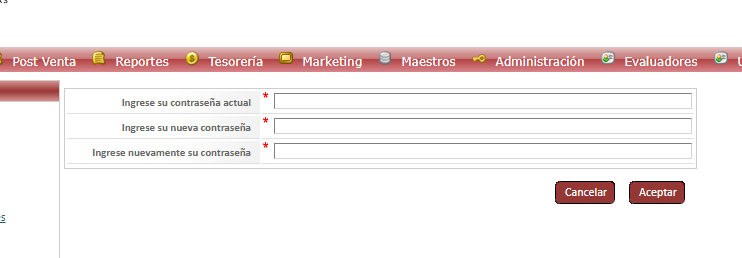 Post Venta Reportes Tesorería Marketing Maestros Administración Evaluadores
Ingrese su contraseña actual *
Ingrese su nueva contraseña *
Ingrese nuevamente su contraseña *
Cancelar Aceptar